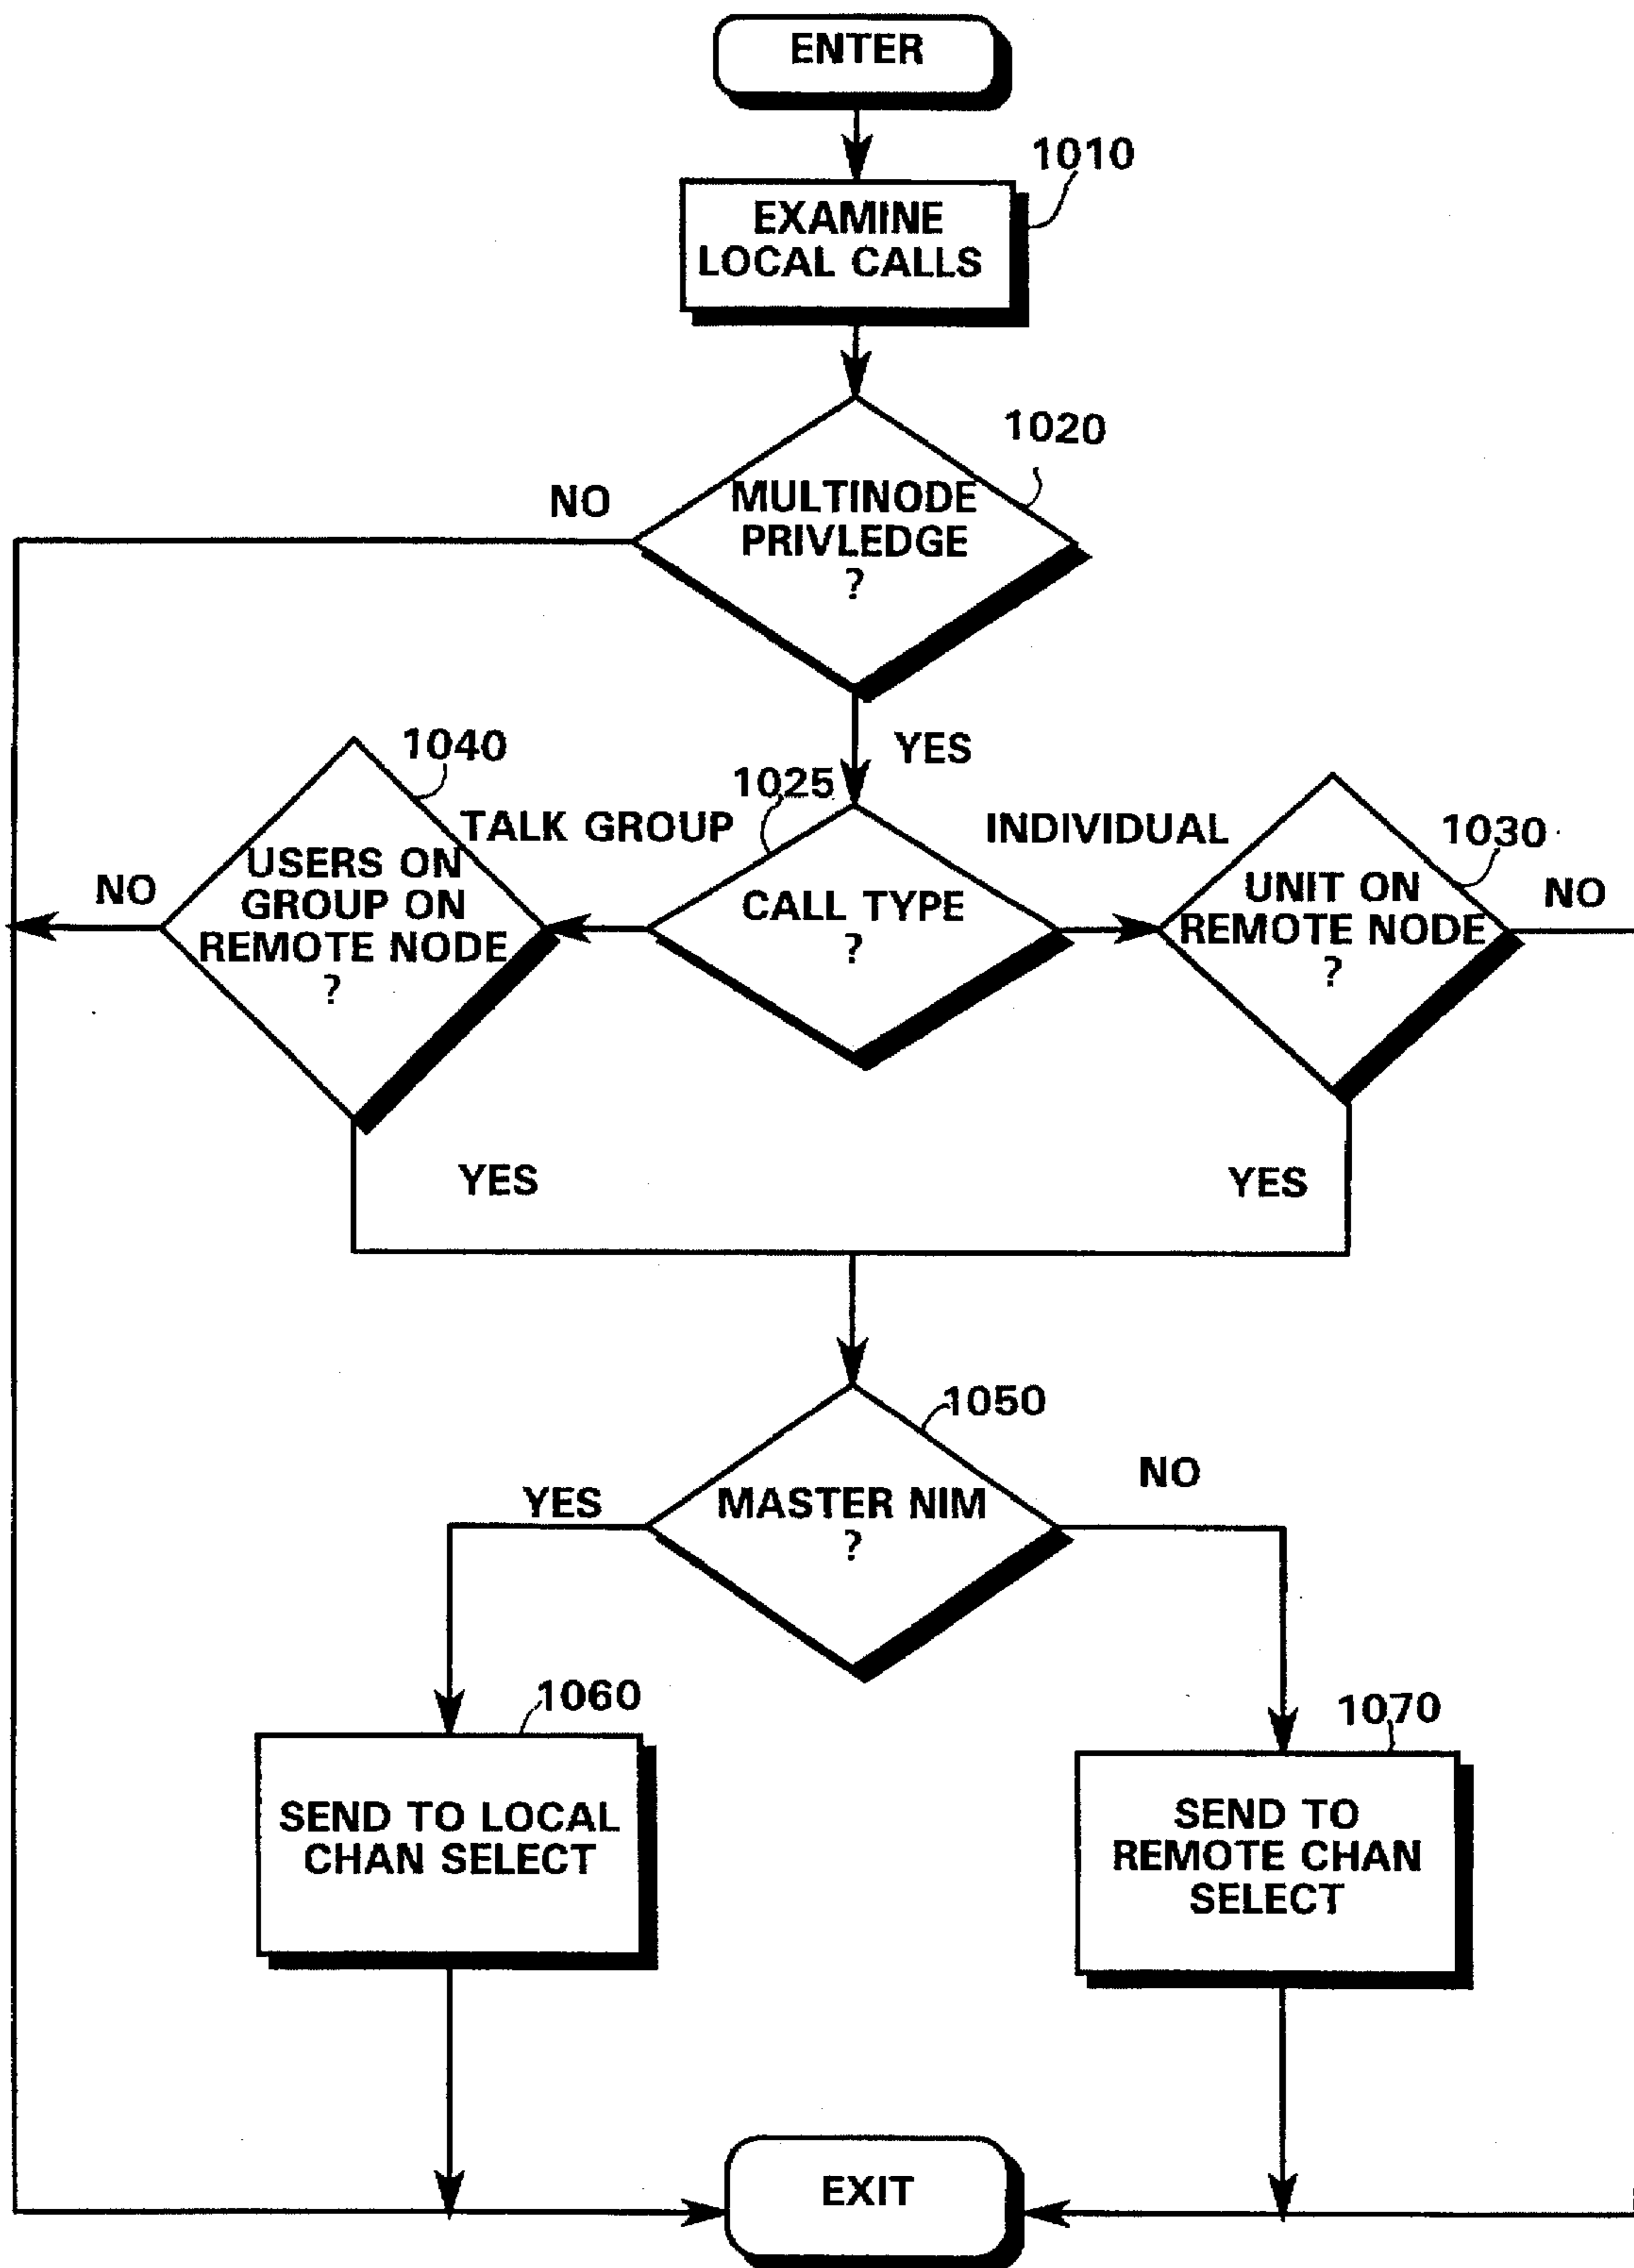 ENTER
1010
EXAMINE
LOCAL CALLS
1020
NO
MULTINODE
PRIVLEDGE
?
YES
1040
1025
TALK GROUP
INDIVIDUAL
1030
USERS ON
GROUP ON
REMOTE NODE
?
NO
CALL TYPE
?
UNIT ON
REMOTE NODE
?
NO
YES
YES
1050
YES
MASTER NIM
?
NO
1060
1070
SEND TO LOCAL
CHAN SELECT
SEND TO
REMOTE CHAN
SELECT
EXIT